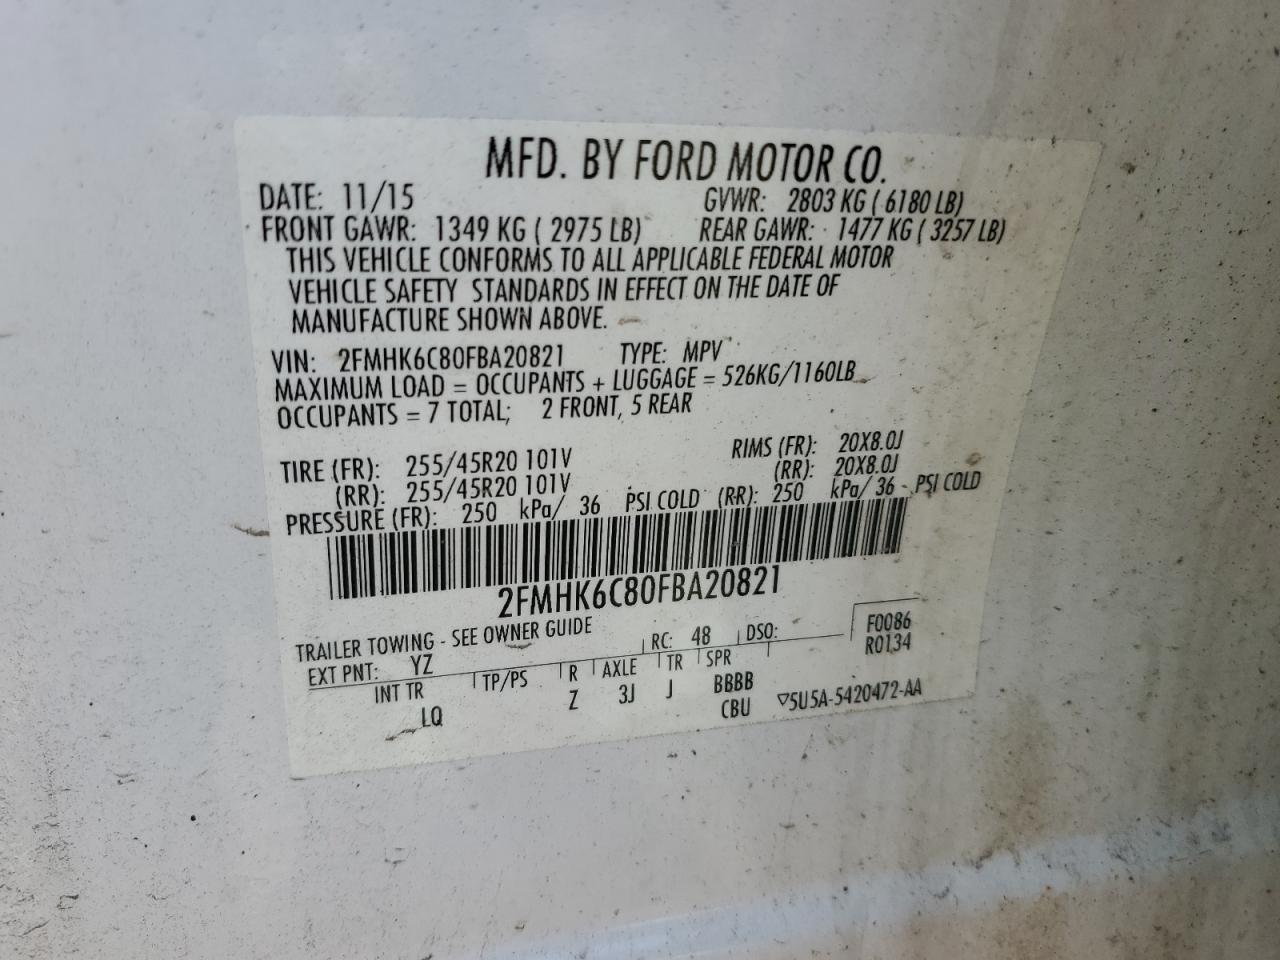 MFD. BY FORD MOTOR CO.
DATE: 11/15 GVWR: 2803 KG ( 6180 LB)
FRONT GAWR: 1349 KG ( 2975 LB) REAR GAWR: 1477 KG ( 3257 LB)
THIS VEHICLE CONFORMS TO ALL APPLICABLE FEDERAL MOTOR
VEHICLE SAFETY STANDARDS IN EFFECT ON THE DATE OF
MANUFACTURE SHOWN ABOVE.
VIN: 2FMHK6C80FBA20821 TYPE: MPV
MAXIMUM LOAD = OCCUPANTS + LUGGAGE = 526KG/1160LB
OCCUPANTS = 7 TOTAL; 2 FRONT, 5 REAR
TIRE (FR): 255/45R20 101V RIMS (FR): 20X8.0J
(RR): 255/45R20 101V (RR): 20X8.0J
PRESSURE (FR): 250 kPa/ 36 PSI COLD (RR): 250 kPa/ 36 PSI COLD
2FMHK6C80FBA20821
TRAILER TOWING - SEE OWNER GUIDE
EXT PNT: YZ RC: 48 DSO: F0086
R0134
INT TR TP/PS R AXLE TR SPR
LQ Z 3J J BBBB
CBU ▽5U5A-5420472-AA